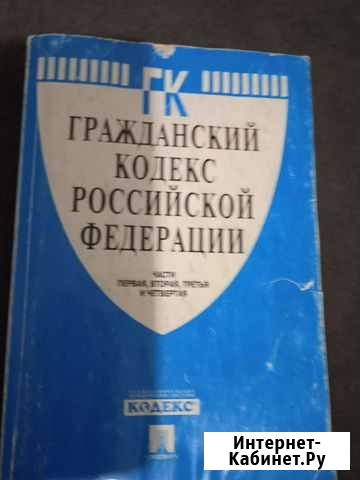 ГК
ГРАЖДАНСКИЙ
КОДЕКС
РОССИЙСКОЙ
ФЕДЕРАЦИИ
ЧАСТИ
ПЕРВАЯ, ВТОРАЯ, ТРЕТЬЯ
И ЧЕТВЕРТАЯ
КОДЕКС
Интернет-
Кабинет.Ру